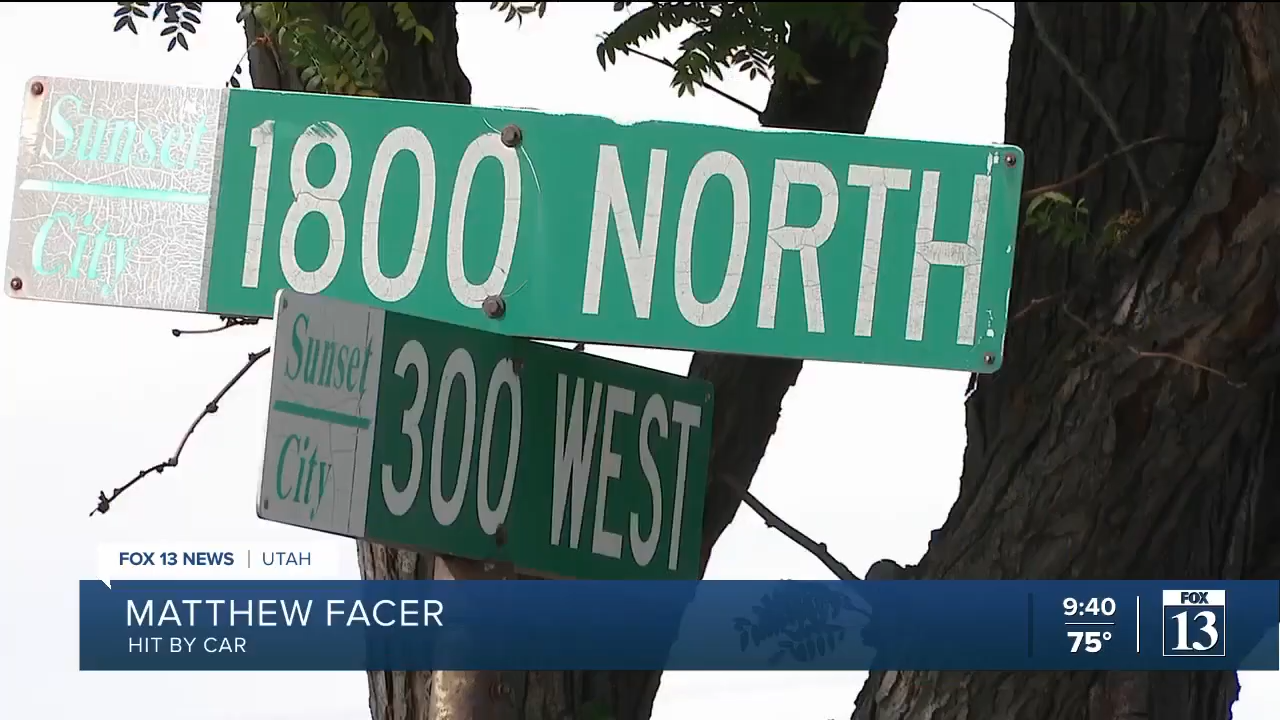 Sunset
City
1800 NORTH
Sunset
City
300 WEST
FOX 13 NEWS | UTAH
MATTHEW FACER
HIT BY CAR
9:40
75°
FOX
13